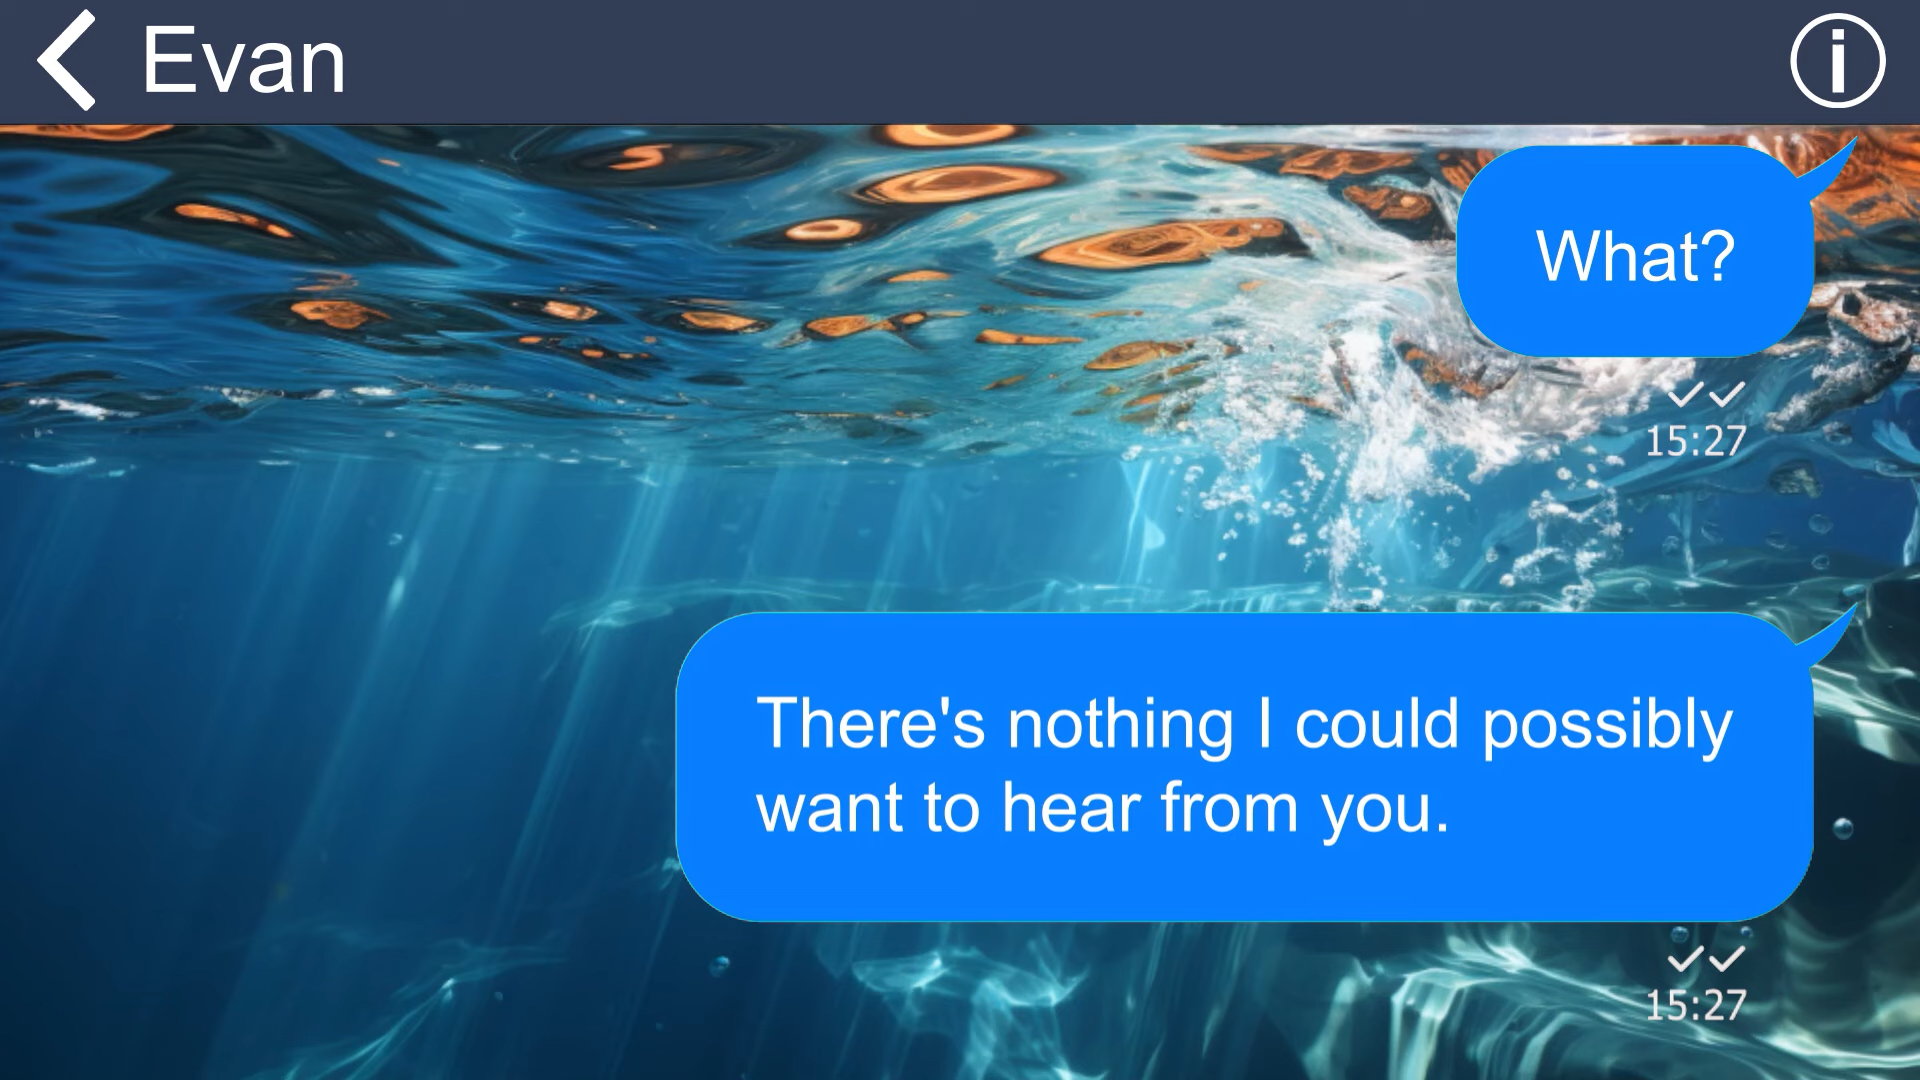 Evan
What?
15:27
There's nothing I could possibly
want to hear from you.
15:27